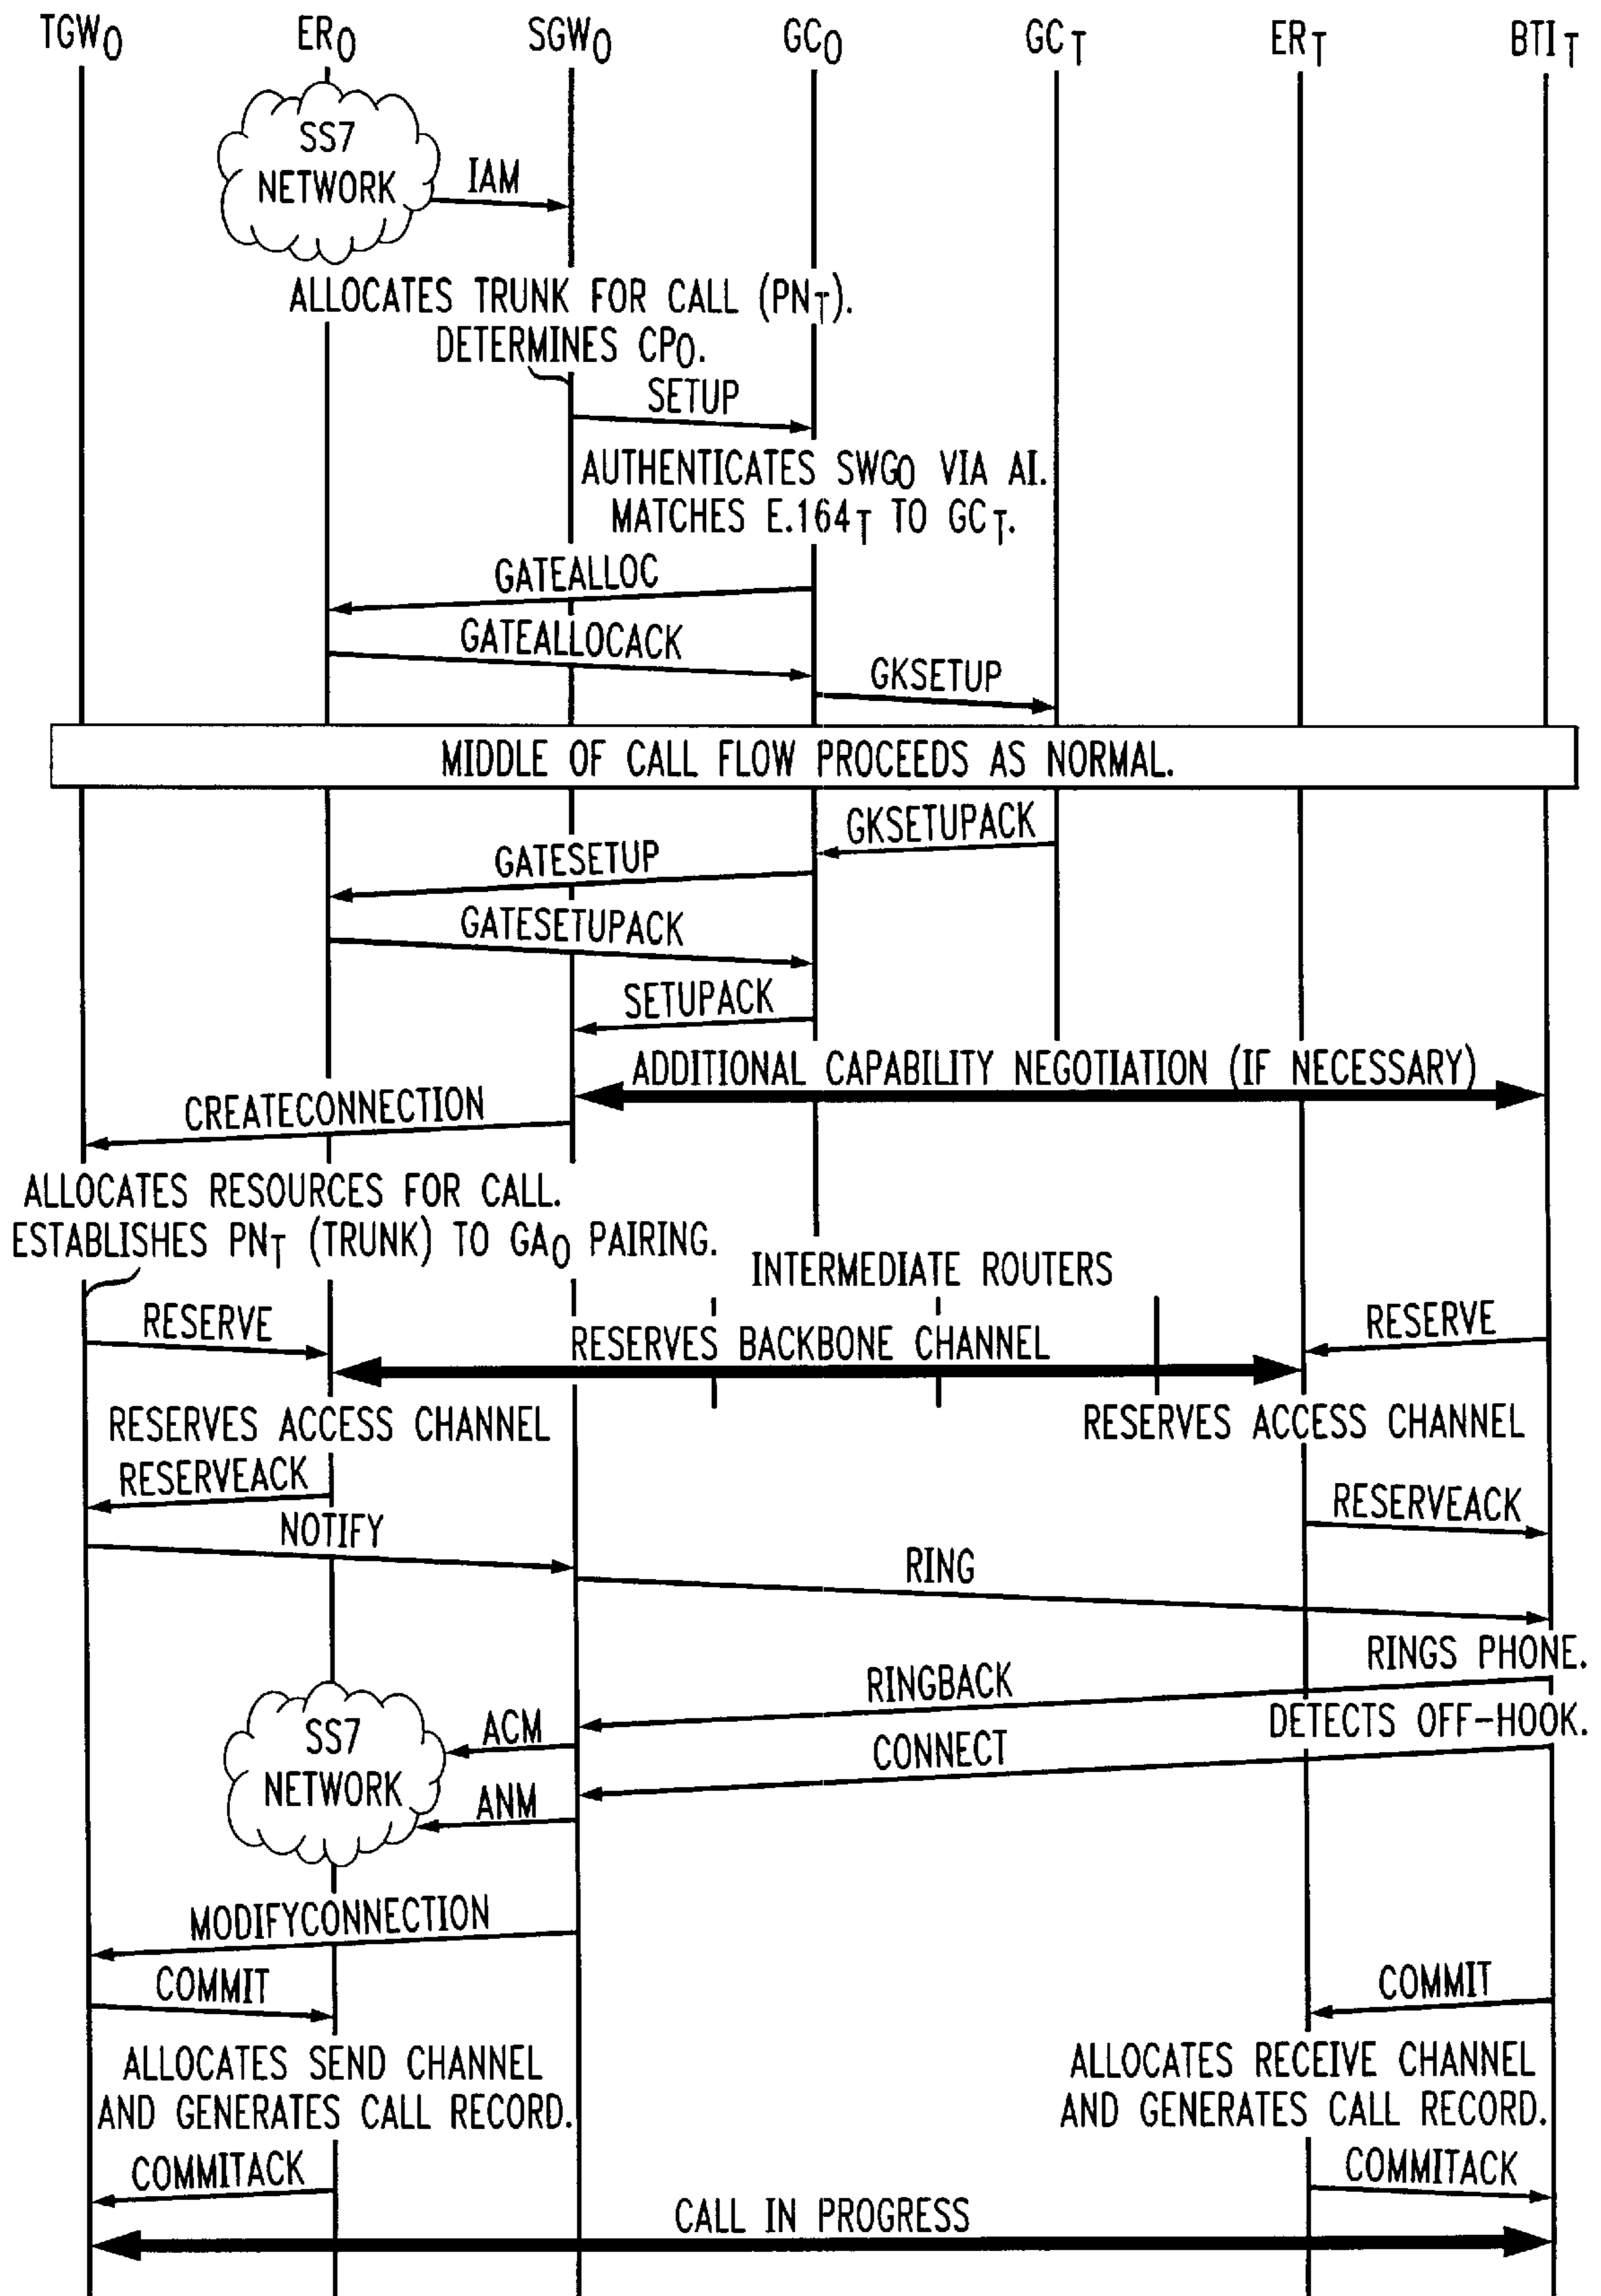 TGWO ERO SGWO GCO GCT ERT BTIT
SS7
NETWORK
IAM
ALLOCATES TRUNK FOR CALL (PNT).
DETERMINES CPO.
SETUP
AUTHENTICATES SWGO VIA AI.
MATCHES E.164T TO GCT.
GATEALLOC
GATEALLOCACK
GKSETUP
MIDDLE OF CALL FLOW PROCEEDS AS NORMAL.
GKSETUPACK
GATESETUP
GATESETUPACK
SETUPACK
ADDITIONAL CAPABILITY NEGOTIATION (IF NECESSARY)
CREATECONNECTION
ALLOCATES RESOURCES FOR CALL.
ESTABLISHES PNT (TRUNK) TO GAO PAIRING.
INTERMEDIATE ROUTERS
RESERVE
RESERVES BACKBONE CHANNEL
RESERVE
RESERVES ACCESS CHANNEL
RESERVES ACCESS CHANNEL
RESERVEACK
RESERVEACK
NOTIFY
RING
RINGS PHONE.
RINGBACK
DETECTS OFF-HOOK.
SS7
NETWORK
ACM
CONNECT
ANM
MODIFYCONNECTION
COMMIT
COMMIT
ALLOCATES SEND CHANNEL
AND GENERATES CALL RECORD.
ALLOCATES RECEIVE CHANNEL
AND GENERATES CALL RECORD.
COMMITACK
COMMITACK
CALL IN PROGRESS